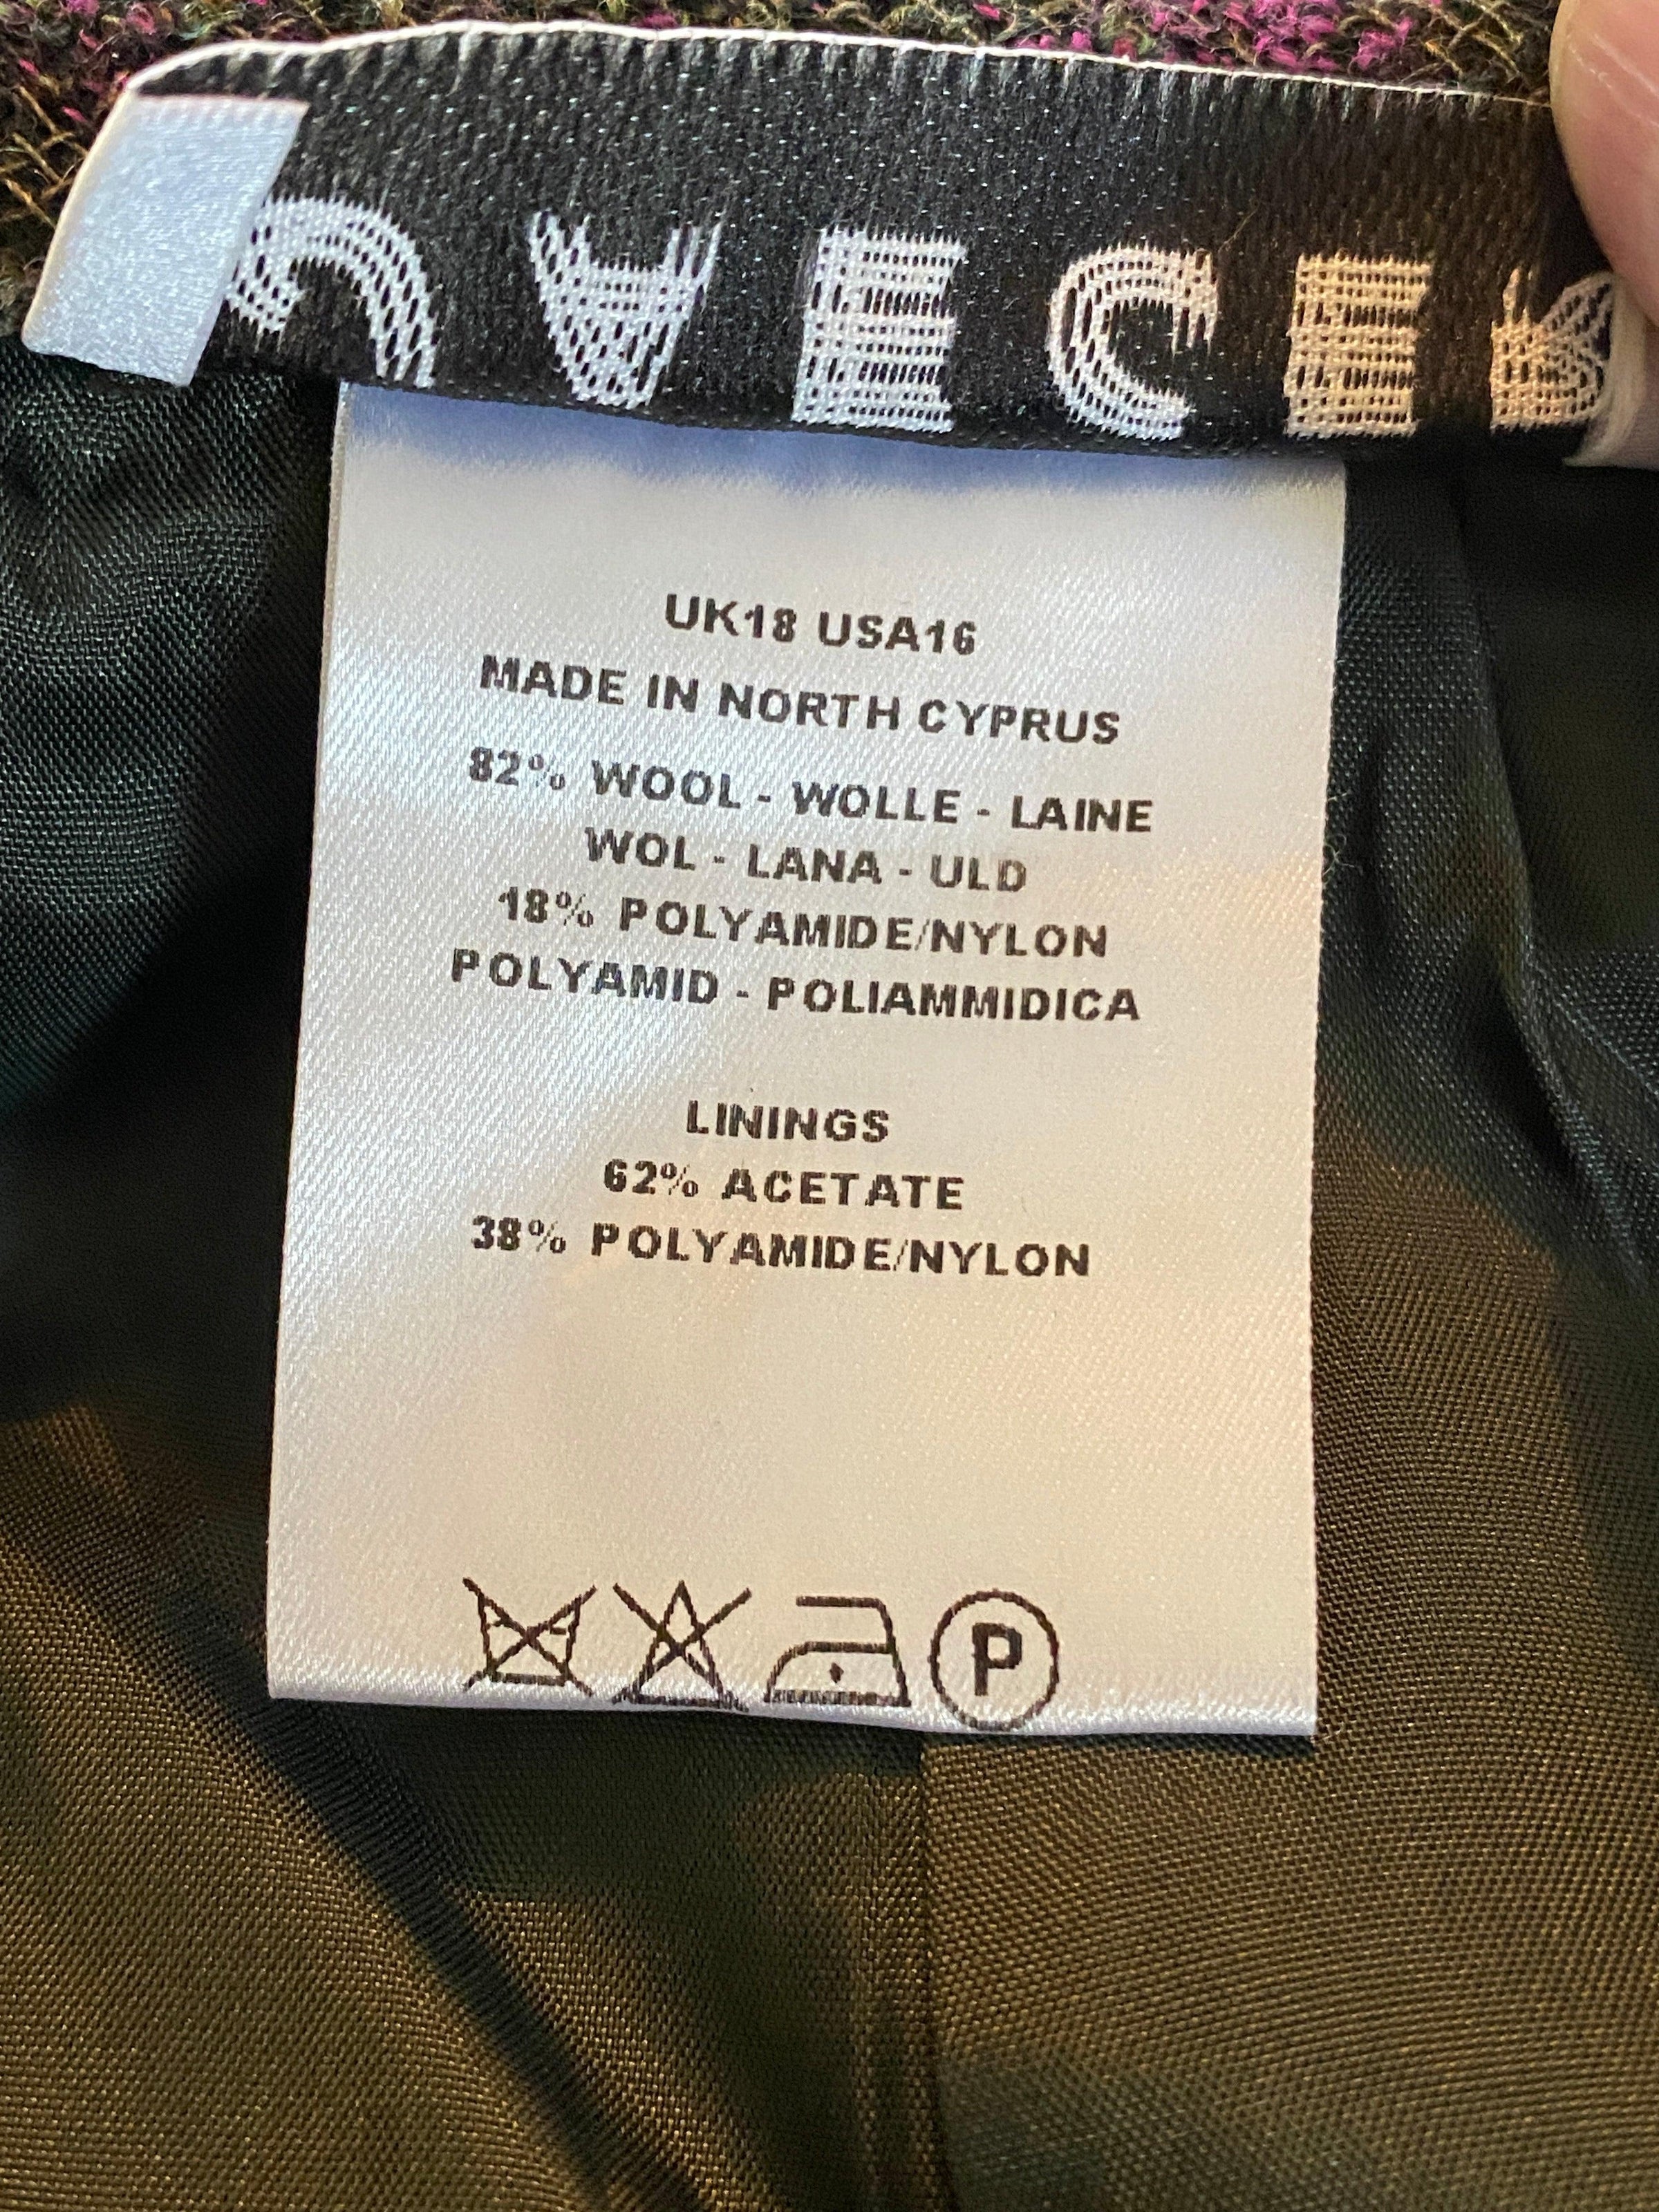 JAEGER
UK18 USA16
MADE IN NORTH CYPRUS
82% WOOL - WOLLE - LAINE
WOL - LANA - ULD
18% POLYAMIDE/NYLON
POLYAMID - POLIAMMIDICA
LININGS
62% ACETATE
38% POLYAMIDE/NYLON
P